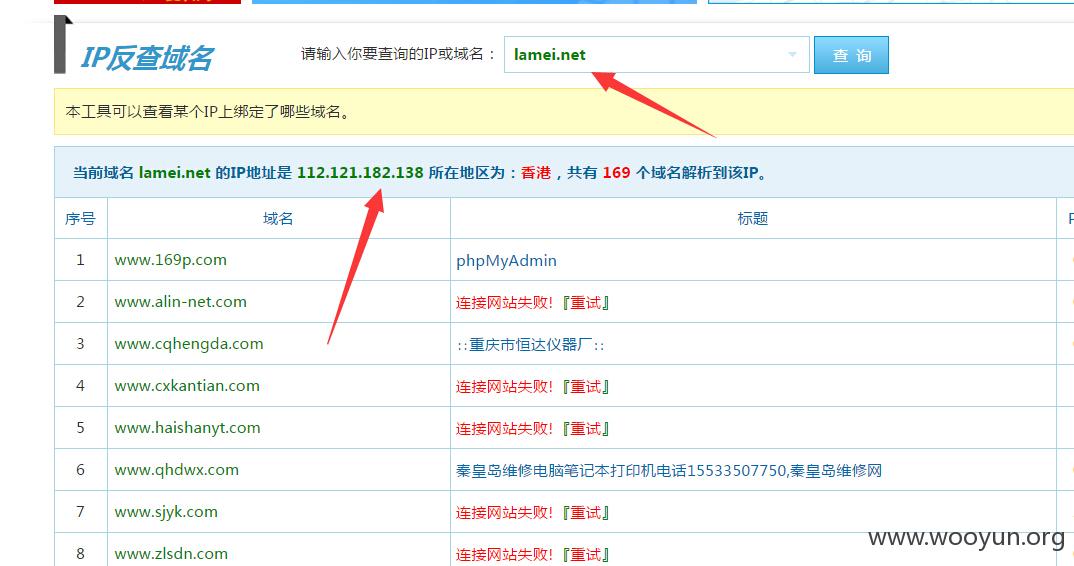 IP反查域名
请输入你要查询的IP或域名： lamei.net 查 询
本工具可以查看某个IP上绑定了哪些域名。
当前域名 lamei.net 的IP地址是 112.121.182.138 所在地区为：香港，共有 169 个域名解析到该IP。
序号 域名 标题
1 www.169p.com phpMyAdmin
2 www.alin-net.com 连接网站失败!『重试』
3 www.cqhengda.com ::重庆市恒达仪器厂::
4 www.cxkantian.com 连接网站失败!『重试』
5 www.haishanyt.com 连接网站失败!『重试』
6 www.qhdwx.com 秦皇岛维修电脑笔记本打印机电话15533507750,秦皇岛维修网
7 www.sjyk.com 连接网站失败!『重试』
8 www.zlsdn.com 连接网站失败!『重试』
www.wooyun.org